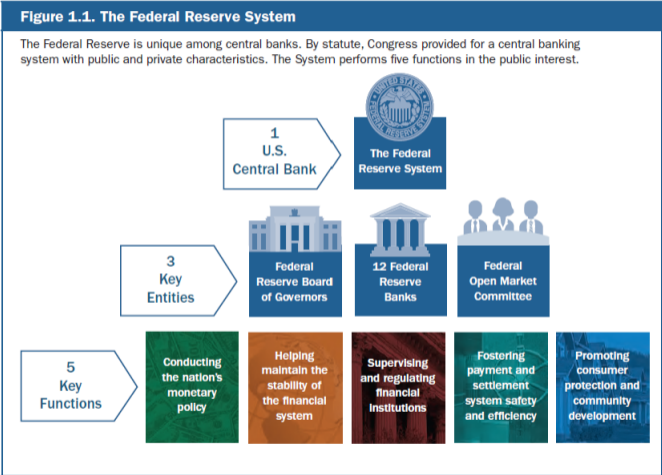 Figure 1.1. The Federal Reserve System
The Federal Reserve is unique among central banks. By statute, Congress provided for a central banking
system with public and private characteristics. The System performs five functions in the public interest.
UNITED STATES
FEDERAL RESERVE SYSTEM
1
U.S.
Central Bank
The Federal
Reserve System
3
Key
Entities
Federal
Reserve Board
of Governors
12 Federal
Reserve
Banks
Federal
Open Market
Committee
5
Key
Functions
Conducting
the nation's
monetary
policy
Helping
maintain the
stability of
the financial
system
Supervising
and regulating
financial
institutions
Fostering
payment and
settlement
system safety
and efficiency
Promoting
consumer
protection and
community
development